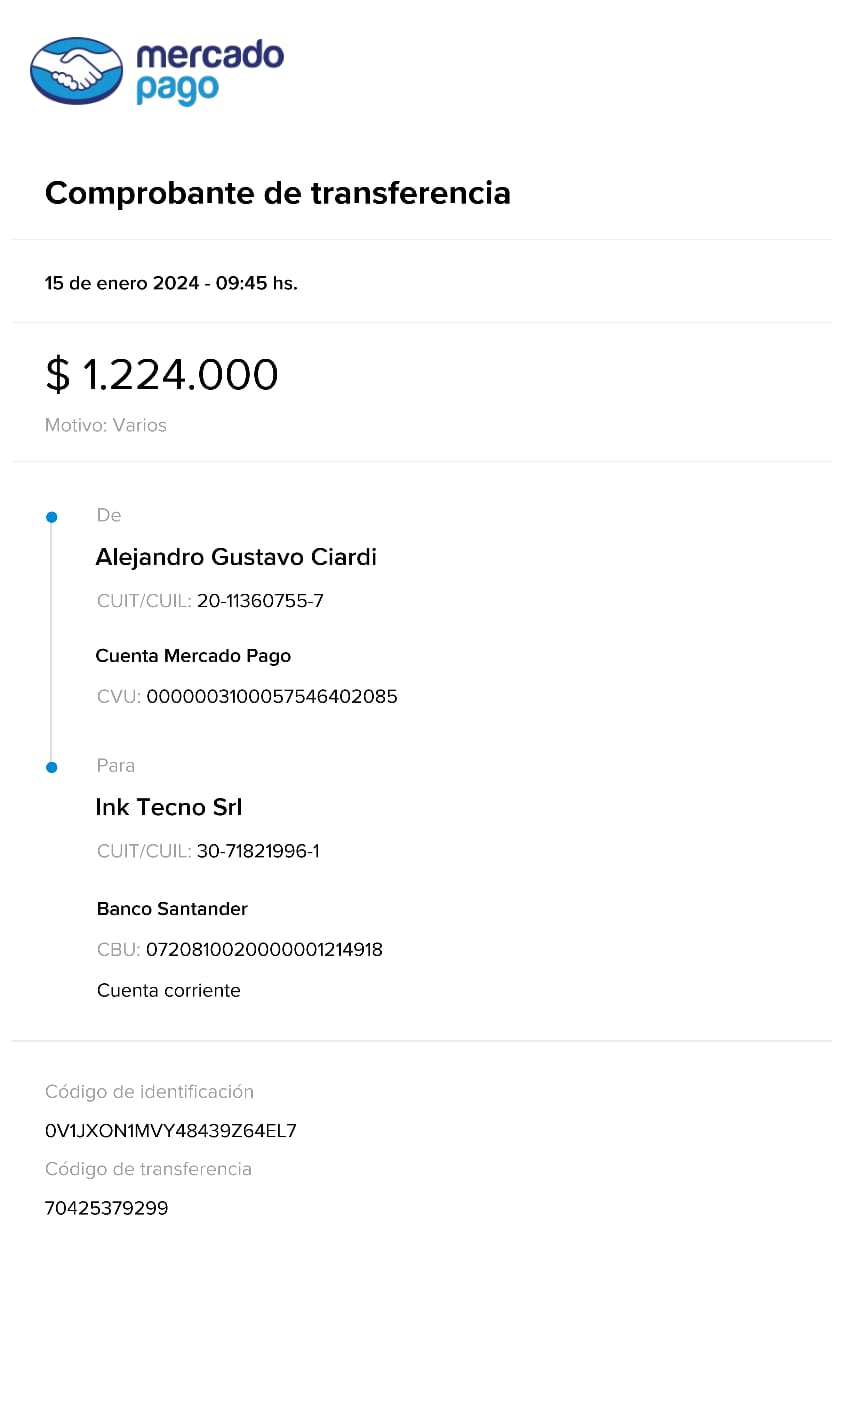 mercado
pago
Comprobante de transferencia
15 de enero 2024 - 09:45 hs.
$ 1.224.000
Motivo: Varios
De
Alejandro Gustavo Ciardi
CUIT/CUIL: 20-11360755-7
Cuenta Mercado Pago
CVU: 0000003100057546402085
Para
Ink Tecno Srl
CUIT/CUIL: 30-71821996-1
Banco Santander
CBU: 0720810020000001214918
Cuenta corriente
Código de identificación
0V1JXON1MVY48439Z64EL7
Código de transferencia
70425379299